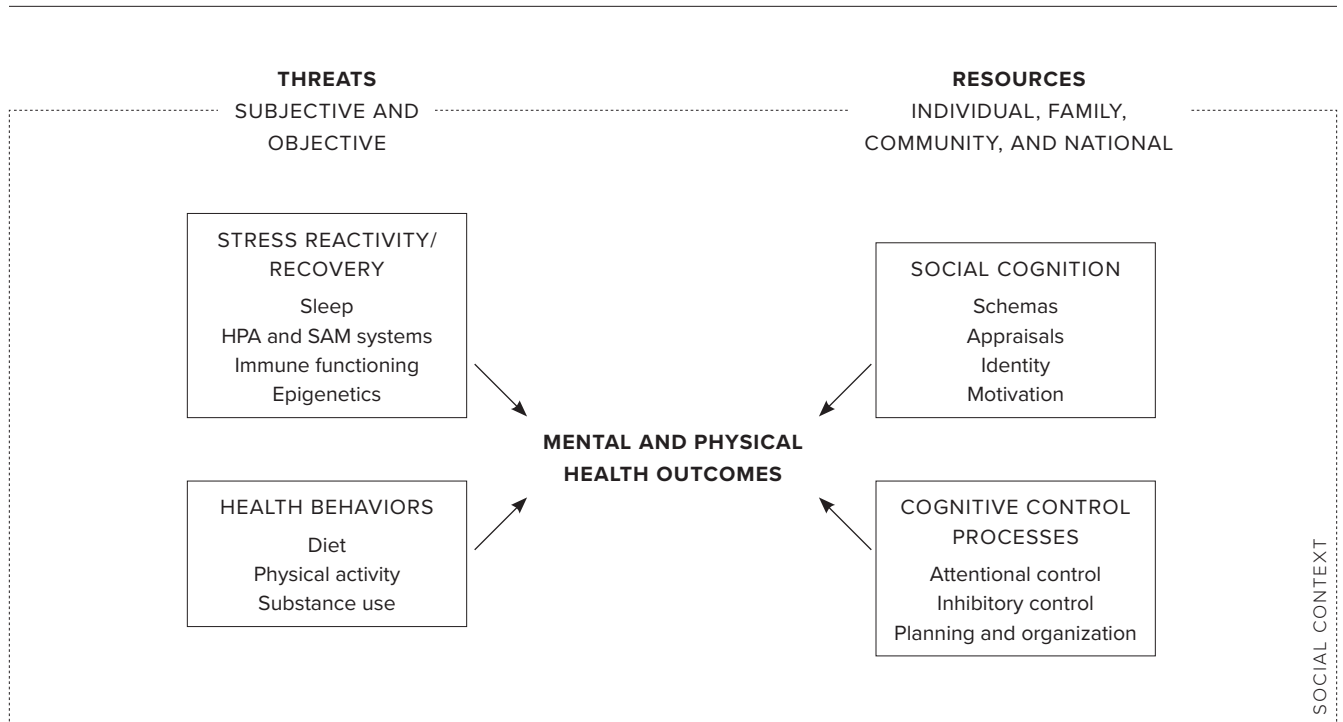 THREATS
SUBJECTIVE AND
OBJECTIVE
RESOURCES
INDIVIDUAL, FAMILY,
COMMUNITY, AND NATIONAL
STRESS REACTIVITY/
RECOVERY
Sleep
HPA and SAM systems
Immune functioning
Epigenetics
SOCIAL COGNITION
Schemas
Appraisals
Identity
Motivation
MENTAL AND PHYSICAL
HEALTH OUTCOMES
HEALTH BEHAVIORS
Diet
Physical activity
Substance use
COGNITIVE CONTROL
PROCESSES
Attentional control
Inhibitory control
Planning and organization
SOCIAL CONTEXT